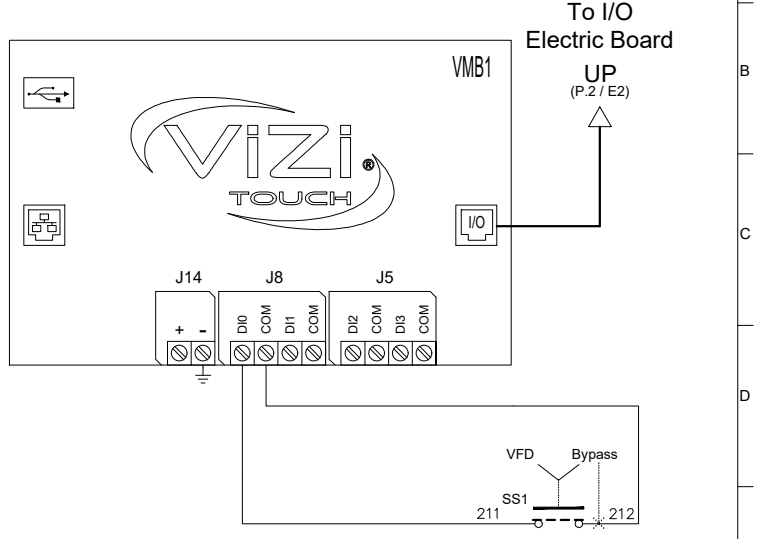 To I/O
Electric Board
UP
(P.2 / E2)
VMB1
B
ViZi
®
TOUCH
I/O
C
J14
J8
J5
+
-
DI0
COM
DI1
COM
DI2
COM
DI3
COM
D
VFD
Bypass
SS1
211
212